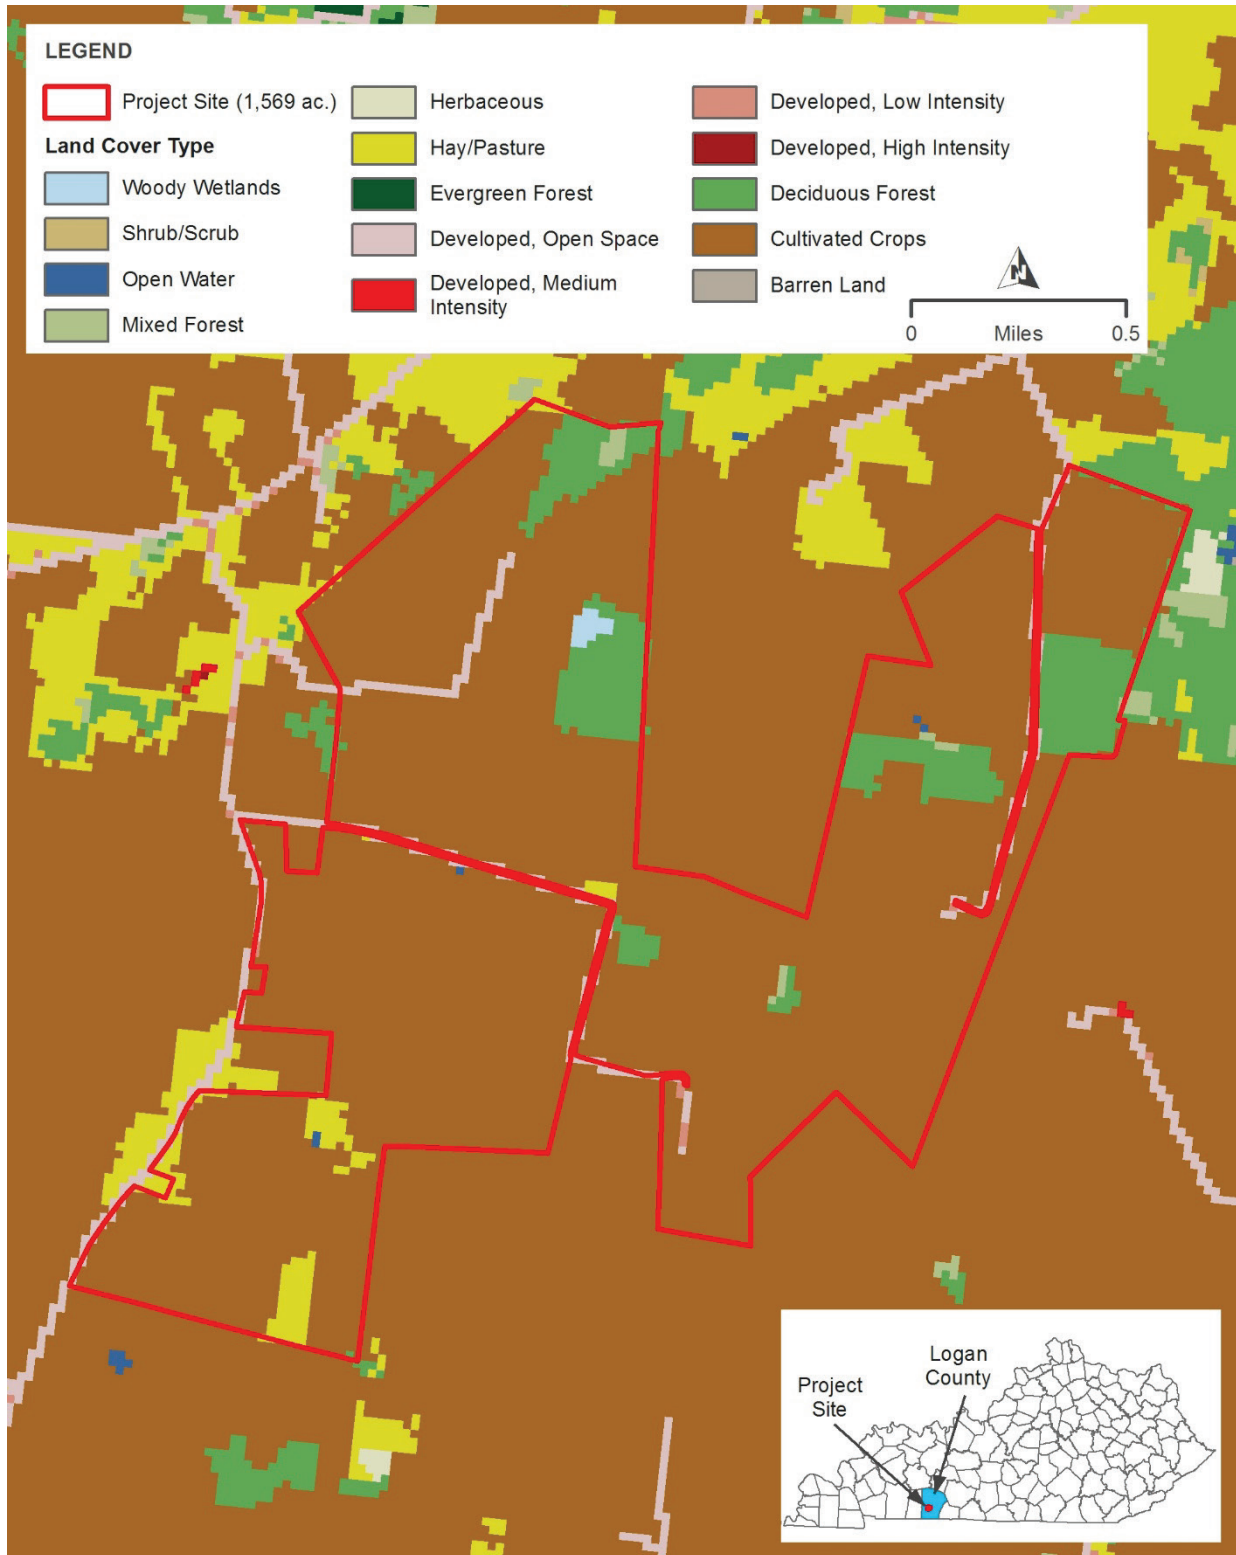 LEGEND
Project Site (1,569 ac.)
Land Cover Type
Woody Wetlands
Shrub/Scrub
Open Water
Mixed Forest
Herbaceous
Hay/Pasture
Evergreen Forest
Developed, Open Space
Developed, Medium
Intensity
Developed, Low Intensity
Developed, High Intensity
Deciduous Forest
Cultivated Crops
Barren Land
N
0 Miles 0.5
Logan
County
Project
Site